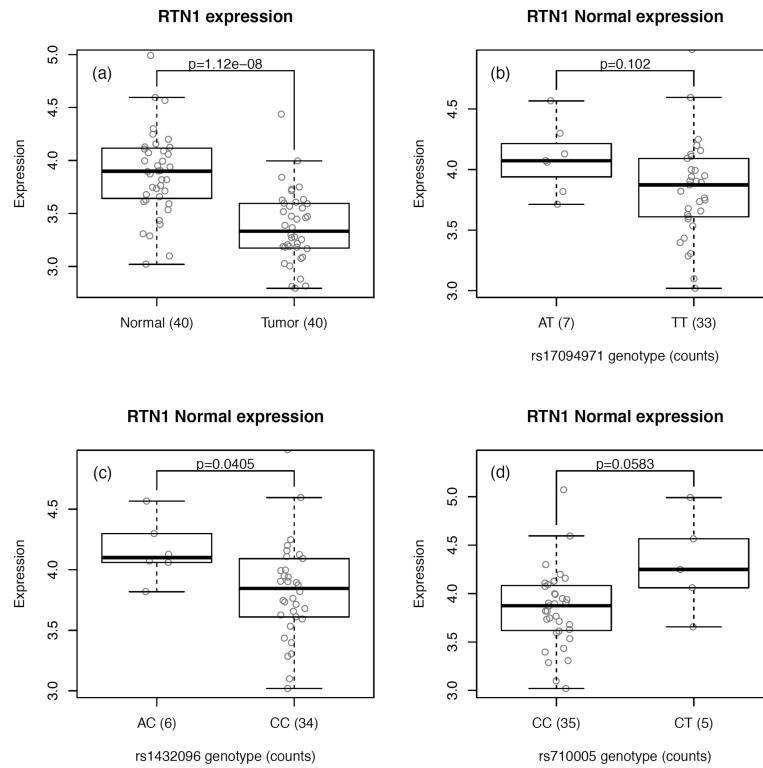 RTN1 expression
(a)
p=1.12e−08
Expression
5.0
4.5
4.0
3.5
3.0
Normal (40)
Tumor (40)
RTN1 Normal expression
(b)
p=0.102
Expression
4.5
4.0
3.5
3.0
AT (7)
TT (33)
rs17094971 genotype (counts)
RTN1 Normal expression
(c)
p=0.0405
Expression
4.5
4.0
3.5
3.0
AC (6)
CC (34)
rs1432096 genotype (counts)
RTN1 Normal expression
(d)
p=0.0583
Expression
5.0
4.5
4.0
3.5
3.0
CC (35)
CT (5)
rs710005 genotype (counts)